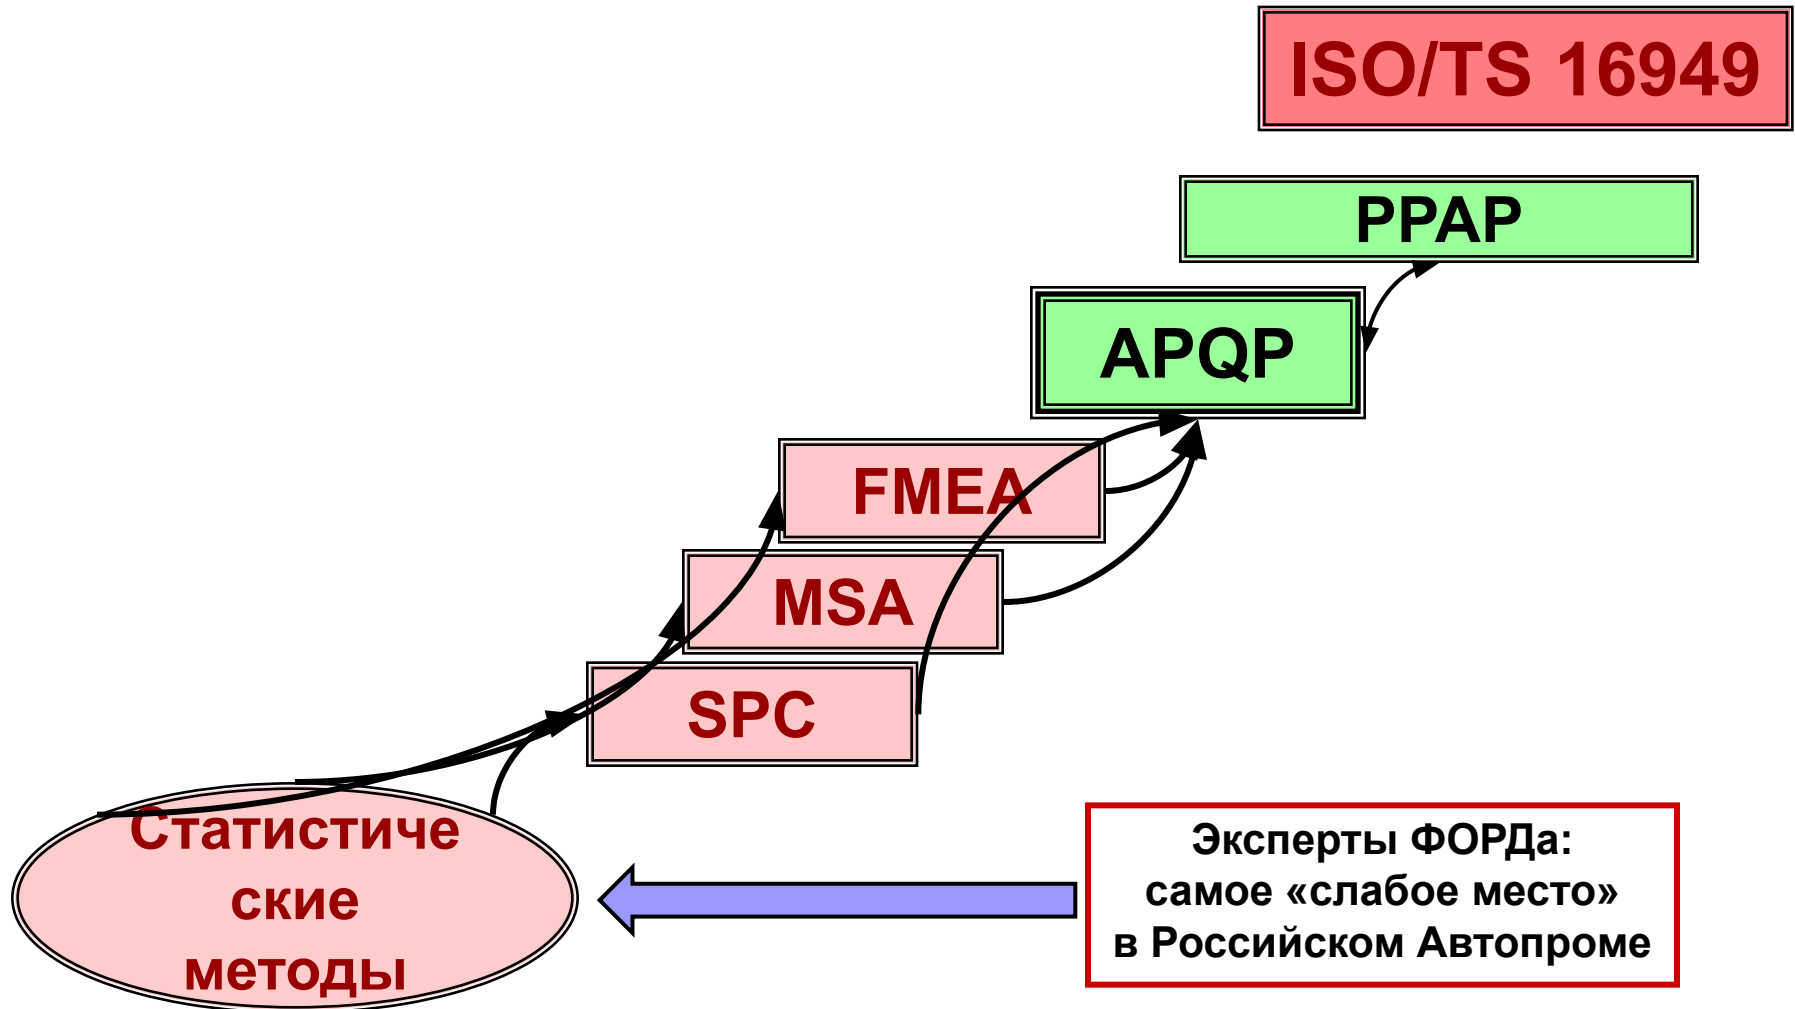 ISO/TS 16949
PPAP
APQP
FMEA
MSA
SPC
Статистиче
ские
методы
Эксперты ФОРДа:
самое «слабое место»
в Российском Автопроме